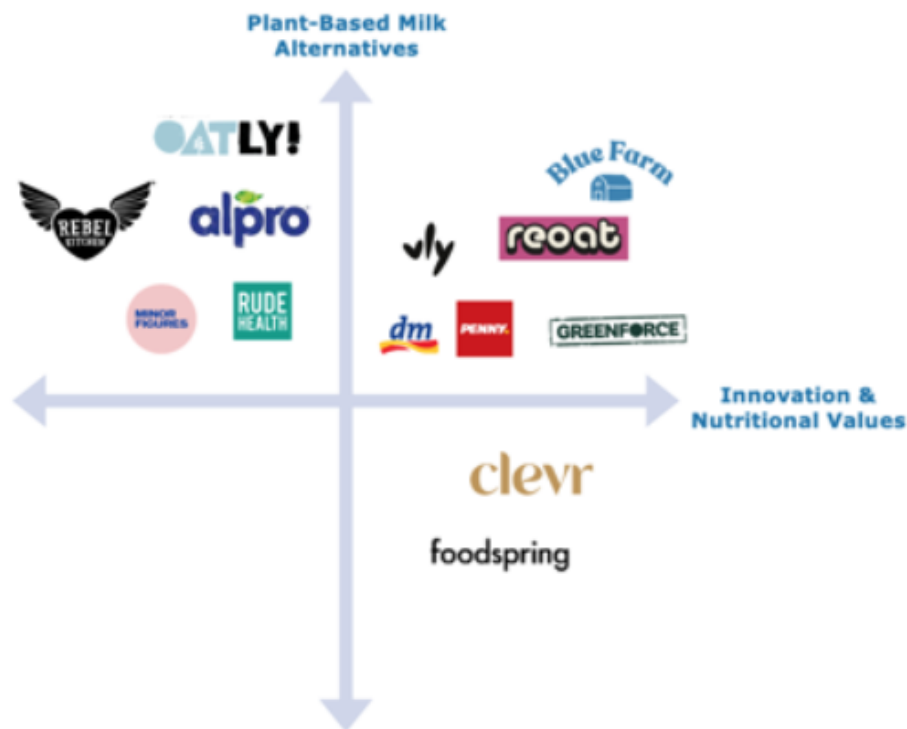 Plant-Based Milk
Alternatives
OATLY!
Blue Farm
REBEL
KITCHEN
alpro
vly
reoat
MINOR
FIGURES
RUDE
HEALTH
dm
PENNY.
GREENFORCE
Innovation &
Nutritional Values
clevr
foodspring